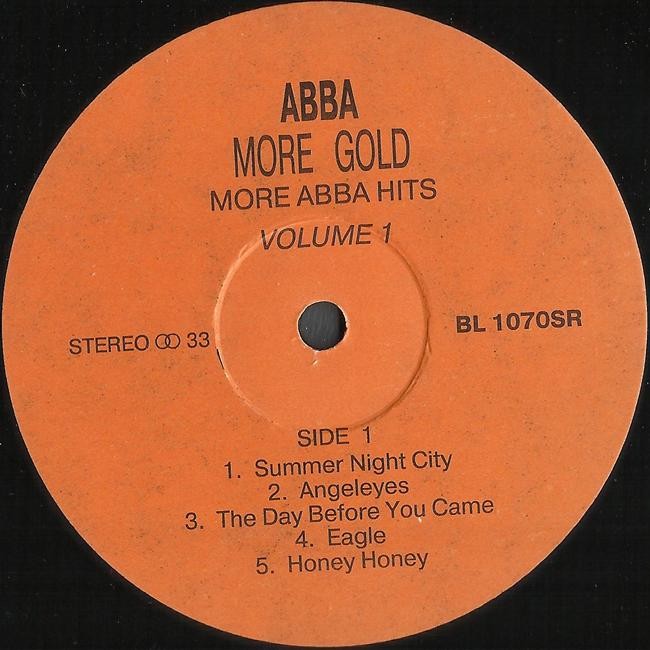 ABBA
MORE GOLD
MORE ABBA HITS
VOLUME 1
STEREO ⵔⵔ 33
BL 1070SR
SIDE 1
1. Summer Night City
2. Angeleyes
3. The Day Before You Came
4. Eagle
5. Honey Honey